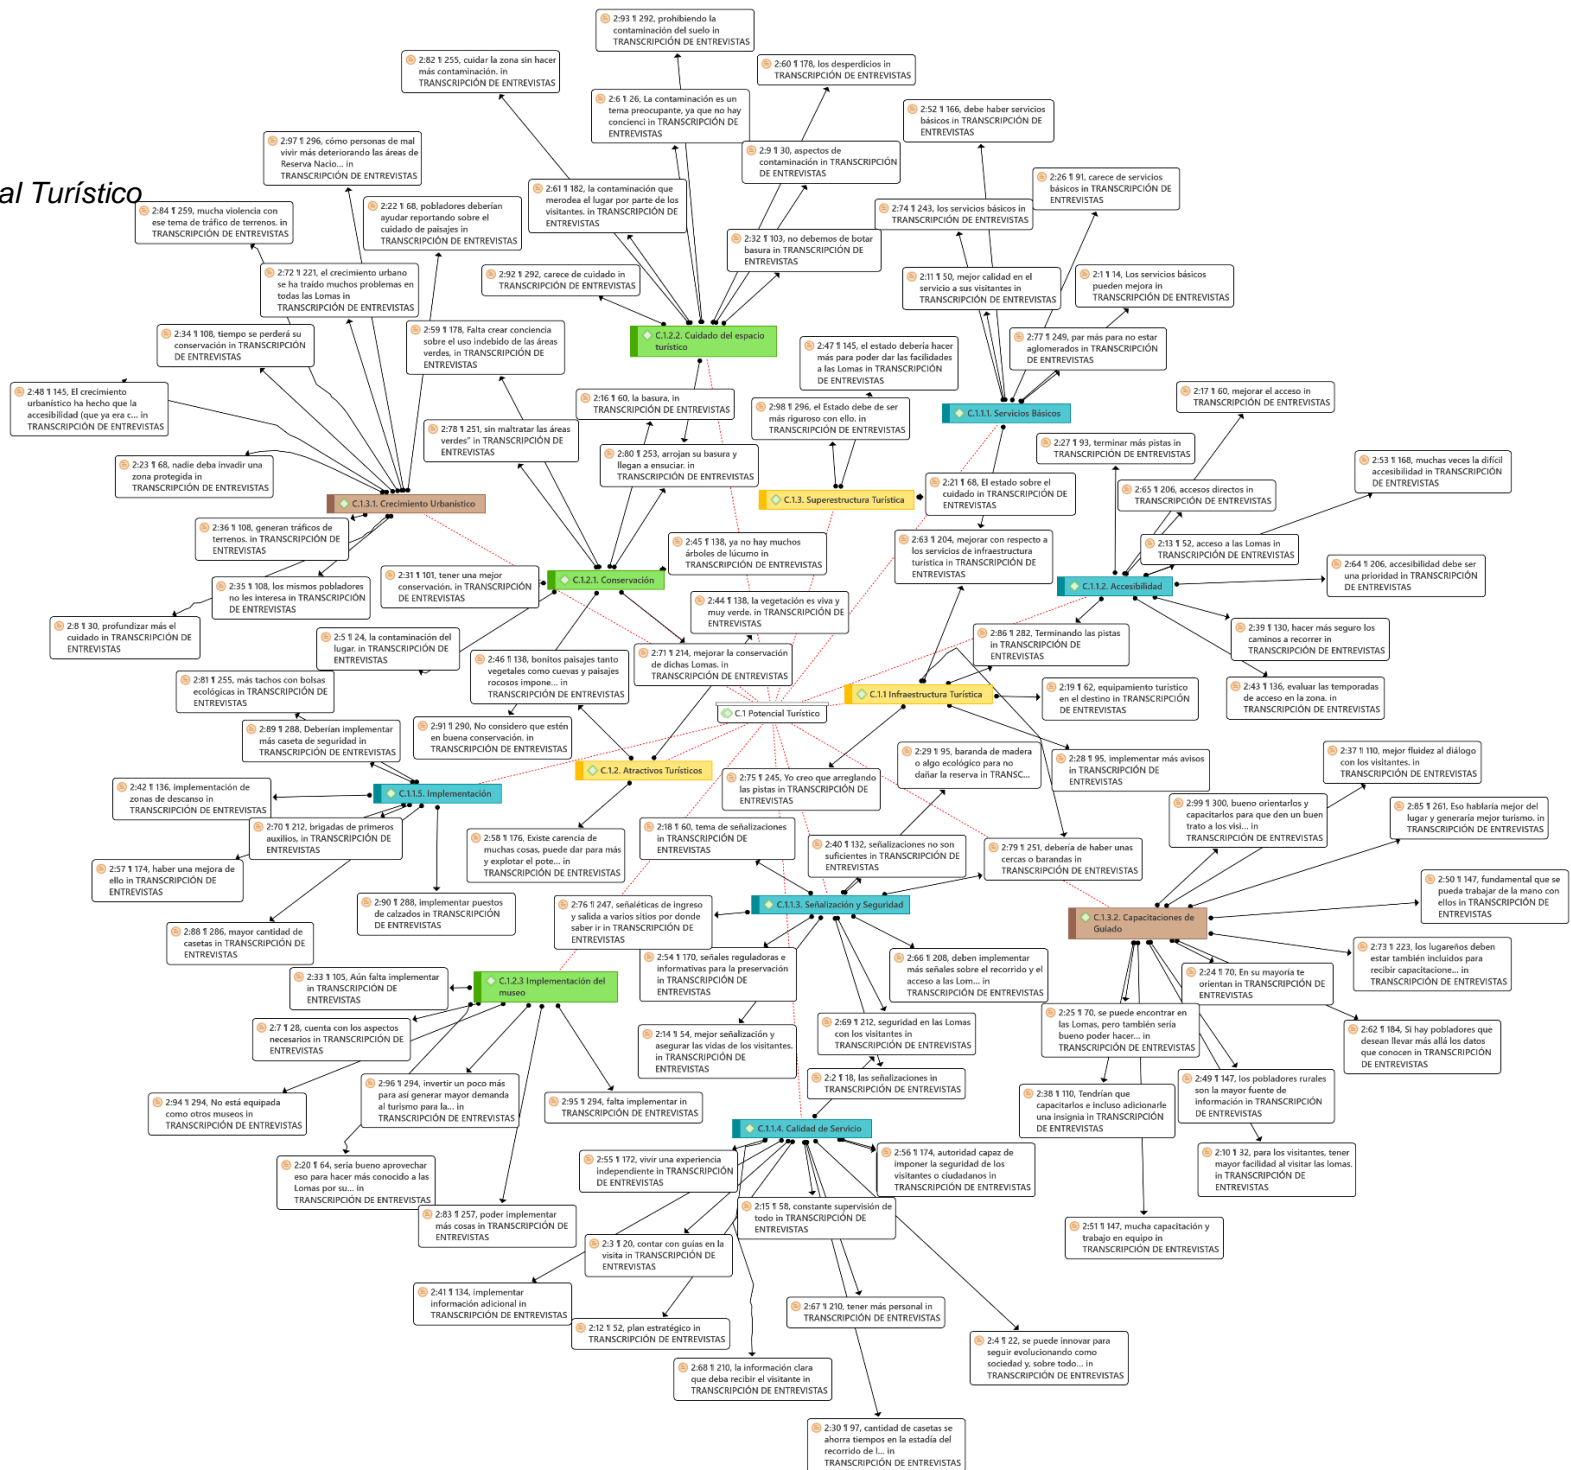 al Turístico
2:93 ¶ 292, prohibiendo la
contaminación del suelo in
TRANSCRIPCIÓN DE ENTREVISTAS
2:82 ¶ 255, cuidar la zona sin hacer
más contaminación. in
TRANSCRIPCIÓN DE ENTREVISTAS
2:60 ¶ 178, los desperdicios in
TRANSCRIPCIÓN DE ENTREVISTAS
2:6 ¶ 26, La contaminación es un
tema preocupante, ya que no hay
concienci in TRANSCRIPCIÓN DE
ENTREVISTAS
2:52 ¶ 166, debe haber servicios
básicos in TRANSCRIPCIÓN DE
ENTREVISTAS
2:97 ¶ 296, cómo personas de mal
vivir más deteriorando las áreas de
Reserva Nacio... in
TRANSCRIPCIÓN DE ENTREVISTAS
2:9 ¶ 30, aspectos de
contaminación in TRANSCRIPCIÓN
DE ENTREVISTAS
2:26 ¶ 91, carece de servicios
básicos in TRANSCRIPCIÓN DE
ENTREVISTAS
2:61 ¶ 182, la contaminación que
merodea el lugar por parte de los
visitantes. in TRANSCRIPCIÓN DE
ENTREVISTAS
2:22 ¶ 68, pobladores deberían
ayudar reportando sobre el
cuidado de paisajes in
TRANSCRIPCIÓN DE ENTREVISTAS
2:84 ¶ 259, mucha violencia con
ese tema de tráfico de terrenos. in
TRANSCRIPCIÓN DE ENTREVISTAS
2:74 ¶ 243, los servicios básicos in
TRANSCRIPCIÓN DE ENTREVISTAS
2:32 ¶ 103, no debemos de botar
basura in TRANSCRIPCIÓN DE
ENTREVISTAS
2:72 ¶ 221, el crecimiento urbano
se ha traído muchos problemas en
todas las Lomas in
TRANSCRIPCIÓN DE ENTREVISTAS
2:92 ¶ 292, carece de cuidado in
TRANSCRIPCIÓN DE ENTREVISTAS
2:11 ¶ 50, mejor calidad en el
servicio a sus visitantes in
TRANSCRIPCIÓN DE ENTREVISTAS
2:1 ¶ 14, Los servicios básicos
pueden mejora in
TRANSCRIPCIÓN DE ENTREVISTAS
2:34 ¶ 108, tiempo se perderá su
conservación in TRANSCRIPCIÓN
DE ENTREVISTAS
2:59 ¶ 178, Falta crear conciencia
sobre el uso indebido de las áreas
verdes, in TRANSCRIPCIÓN DE
ENTREVISTAS
C.1.2.2. Cuidado del espacio
turístico
2:47 ¶ 145, el estado debería hacer
más para poder dar las facilidades
a las Lomas in TRANSCRIPCIÓN
DE ENTREVISTAS
2:77 ¶ 249, par más para no estar
aglomerados in TRANSCRIPCIÓN
DE ENTREVISTAS
2:48 ¶ 145, El crecimiento
urbanístico ha hecho que la
accesibilidad (que ya era c... in
TRANSCRIPCIÓN DE ENTREVISTAS
2:16 ¶ 60, la basura, in
TRANSCRIPCIÓN DE ENTREVISTAS
2:98 ¶ 296, el Estado debe de ser
más riguroso con ello. in
TRANSCRIPCIÓN DE ENTREVISTAS
C.1.1.1. Servicios Básicos
2:17 ¶ 60, mejorar el acceso in
TRANSCRIPCIÓN DE ENTREVISTAS
2:78 ¶ 251, sin maltratar las áreas
verdes" in TRANSCRIPCIÓN DE
ENTREVISTAS
2:80 ¶ 253, arrojan su basura y
llegan a ensuciar. in
TRANSCRIPCIÓN DE ENTREVISTAS
2:27 ¶ 93, terminar más pistas in
TRANSCRIPCIÓN DE ENTREVISTAS
2:53 ¶ 168, muchas veces la difícil
accesibilidad in TRANSCRIPCIÓN
DE ENTREVISTAS
2:23 ¶ 68, nadie deba invadir una
zona protegida in
TRANSCRIPCIÓN DE ENTREVISTAS
C.1.3.1. Crecimiento Urbanístico
C.1.3. Superestructura Turística
2:21 ¶ 68, El estado sobre el
cuidado in TRANSCRIPCIÓN DE
ENTREVISTAS
2:65 ¶ 206, accesos directos in
TRANSCRIPCIÓN DE ENTREVISTAS
2:36 ¶ 108, generan tráficos de
terrenos. in TRANSCRIPCIÓN DE
ENTREVISTAS
2:45 ¶ 138, ya no hay muchos
árboles de lúcumo in
TRANSCRIPCIÓN DE ENTREVISTAS
2:63 ¶ 204, mejorar con respecto a
los servicios de infraestructura
turística in TRANSCRIPCIÓN DE
ENTREVISTAS
2:13 ¶ 52, acceso a las Lomas in
TRANSCRIPCIÓN DE ENTREVISTAS
2:35 ¶ 108, los mismos pobladores
no les interesa in TRANSCRIPCIÓN
DE ENTREVISTAS
2:31 ¶ 101, tener una mejor
conservación. in TRANSCRIPCIÓN
DE ENTREVISTAS
C.1.2.1. Conservación
C.1.1.2. Accesibilidad
2:64 ¶ 206, accesibilidad debe ser
una prioridad in TRANSCRIPCIÓN
DE ENTREVISTAS
2:8 ¶ 30, profundizar más el
cuidado in TRANSCRIPCIÓN DE
ENTREVISTAS
2:44 ¶ 138, la vegetación es viva y
muy verde. in TRANSCRIPCIÓN DE
ENTREVISTAS
2:5 ¶ 24, la contaminación del
lugar. in TRANSCRIPCIÓN DE
ENTREVISTAS
2:86 ¶ 282, Terminando las pistas
in TRANSCRIPCIÓN DE
ENTREVISTAS
2:39 ¶ 130, hacer más seguro los
caminos a recorrer in
TRANSCRIPCIÓN DE ENTREVISTAS
2:46 ¶ 138, bonitos paisajes tanto
vegetales como cuevas y paisajes
rocosos impone... in
TRANSCRIPCIÓN DE ENTREVISTAS
2:71 ¶ 214, mejorar la conservación
de dichas Lomas. in
TRANSCRIPCIÓN DE ENTREVISTAS
2:81 ¶ 255, más tachos con bolsas
ecológicas in TRANSCRIPCIÓN DE
ENTREVISTAS
C.1.1 Infraestructura Turística
2:19 ¶ 62, equipamiento turístico
en el destino in TRANSCRIPCIÓN
DE ENTREVISTAS
2:43 ¶ 136, evaluar las temporadas
de acceso en la zona. in
TRANSCRIPCIÓN DE ENTREVISTAS
C.1 Potencial Turístico
2:91 ¶ 290, No considero que estén
en buena conservación. in
TRANSCRIPCIÓN DE ENTREVISTAS
2:89 ¶ 288, Deberían implementar
más caseta de seguridad in
TRANSCRIPCIÓN DE ENTREVISTAS
2:29 ¶ 95, baranda de madera
o algo ecológico para no
dañar la reserva in TRANSC...
2:28 ¶ 95, implementar más avisos
in TRANSCRIPCIÓN DE
ENTREVISTAS
2:37 ¶ 110, mejor fluidez al diálogo
con los visitantes. in
TRANSCRIPCIÓN DE ENTREVISTAS
C.1.2. Atractivos Turísticos
2:75 ¶ 245, Yo creo que arreglando
las pistas in TRANSCRIPCIÓN DE
ENTREVISTAS
2:42 ¶ 136, implementación de
zonas de descanso in
TRANSCRIPCIÓN DE ENTREVISTAS
C.1.1.5. Implementación
2:99 ¶ 300, bueno orientarlos y
capacitarlos para que den un buen
trato a los visi... in
TRANSCRIPCIÓN DE ENTREVISTAS
2:85 ¶ 261, Eso hablaría mejor del
lugar y generaría mejor turismo. in
TRANSCRIPCIÓN DE ENTREVISTAS
2:70 ¶ 212, brigadas de primeros
auxilios, in TRANSCRIPCIÓN DE
ENTREVISTAS
2:58 ¶ 176, Existe carencia de
muchas cosas, puede dar para más
y explotar el pote... in
TRANSCRIPCIÓN DE ENTREVISTAS
2:18 ¶ 60, tema de señalizaciones
in TRANSCRIPCIÓN DE
ENTREVISTAS
2:40 ¶ 132, señalizaciones no son
suficientes in TRANSCRIPCIÓN DE
ENTREVISTAS
2:79 ¶ 251, debería de haber unas
cercas o barandas in
TRANSCRIPCIÓN DE ENTREVISTAS
2:57 ¶ 174, haber una mejora de
ello in TRANSCRIPCIÓN DE
ENTREVISTAS
2:90 ¶ 288, implementar puestos
de calzados in TRANSCRIPCIÓN
DE ENTREVISTAS
2:50 ¶ 147, fundamental que se
pueda trabajar de la mano con
ellos in TRANSCRIPCIÓN DE
ENTREVISTAS
2:76 ¶ 247, señaléticas de ingreso
y salida a varios sitios por donde
saber ir in TRANSCRIPCIÓN DE
ENTREVISTAS
C.1.1.3. Señalización y Seguridad
C.1.3.2. Capacitaciones de
Guiado
2:88 ¶ 286, mayor cantidad de
casetas in TRANSCRIPCIÓN DE
ENTREVISTAS
2:73 ¶ 223, los lugareños deben
estar también incluidos para
recibir capacitacione... in
TRANSCRIPCIÓN DE ENTREVISTAS
2:54 ¶ 170, señales reguladoras e
informativas para la preservación
in TRANSCRIPCIÓN DE
ENTREVISTAS
2:66 ¶ 208, deben implementar
más señales sobre el recorrido y el
acceso a las Lom... in
TRANSCRIPCIÓN DE ENTREVISTAS
2:24 ¶ 70, En su mayoría te
orientan in TRANSCRIPCIÓN DE
ENTREVISTAS
2:33 ¶ 105, Aún falta implementar
in TRANSCRIPCIÓN DE
ENTREVISTAS
C.1.2.3 Implementación del
museo
2:25 ¶ 70, se puede encontrar en
las Lomas, pero también sería
bueno poder hacer... in
TRANSCRIPCIÓN DE ENTREVISTAS
2:7 ¶ 28, cuenta con los aspectos
necesarios in TRANSCRIPCIÓN DE
ENTREVISTAS
2:14 ¶ 54, mejor señalización y
asegurar las vidas de los visitantes.
in TRANSCRIPCIÓN DE
ENTREVISTAS
2:69 ¶ 212, seguridad en las Lomas
con los visitantes in
TRANSCRIPCIÓN DE ENTREVISTAS
2:62 ¶ 184, Si hay pobladores que
desean llevar más allá los datos
que conocen in TRANSCRIPCIÓN
DE ENTREVISTAS
2:2 ¶ 18, las señalizaciones in
TRANSCRIPCIÓN DE ENTREVISTAS
2:49 ¶ 147, los pobladores rurales
son la mayor fuente de
información in TRANSCRIPCIÓN
DE ENTREVISTAS
2:96 ¶ 294, invertir un poco más
para así generar mayor demanda
al turismo para la... in
TRANSCRIPCIÓN DE ENTREVISTAS
2:94 ¶ 294, No está equipada
como otros museos in
TRANSCRIPCIÓN DE ENTREVISTAS
2:95 ¶ 294, falta implementar in
TRANSCRIPCIÓN DE ENTREVISTAS
2:38 ¶ 110, Tendrían que
capacitarlos e incluso adicionarle
una insignia in TRANSCRIPCIÓN
DE ENTREVISTAS
C.1.1.4. Calidad de Servicio
2:20 ¶ 64, sería bueno aprovechar
eso para hacer más conocido a las
Lomas por su... in
TRANSCRIPCIÓN DE ENTREVISTAS
2:55 ¶ 172, vivir una experiencia
independiente in TRANSCRIPCIÓN
DE ENTREVISTAS
2:56 ¶ 174, autoridad capaz de
imponer la seguridad de los
visitantes o ciudadanos in
TRANSCRIPCIÓN DE ENTREVISTAS
2:10 ¶ 32, para los visitantes, tener
mayor facilidad al visitar las lomas.
in TRANSCRIPCIÓN DE
ENTREVISTAS
2:83 ¶ 257, poder implementar
más cosas in TRANSCRIPCIÓN DE
ENTREVISTAS
2:15 ¶ 58, constante supervisión de
todo in TRANSCRIPCIÓN DE
ENTREVISTAS
2:51 ¶ 147, mucha capacitación y
trabajo en equipo in
TRANSCRIPCIÓN DE ENTREVISTAS
2:3 ¶ 20, contar con guías en la
visita in TRANSCRIPCIÓN DE
ENTREVISTAS
2:41 ¶ 134, implementar
información adicional in
TRANSCRIPCIÓN DE ENTREVISTAS
2:67 ¶ 210, tener más personal in
TRANSCRIPCIÓN DE ENTREVISTAS
2:12 ¶ 52, plan estratégico in
TRANSCRIPCIÓN DE ENTREVISTAS
2:4 ¶ 22, se puede innovar para
seguir evolucionando como
sociedad y, sobre todo... in
TRANSCRIPCIÓN DE ENTREVISTAS
2:68 ¶ 210, la información clara
que deba recibir el visitante in
TRANSCRIPCIÓN DE ENTREVISTAS
2:30 ¶ 97, cantidad de casetas se
ahorra tiempos en la estadía del
recorrido de l... in
TRANSCRIPCIÓN DE ENTREVISTAS